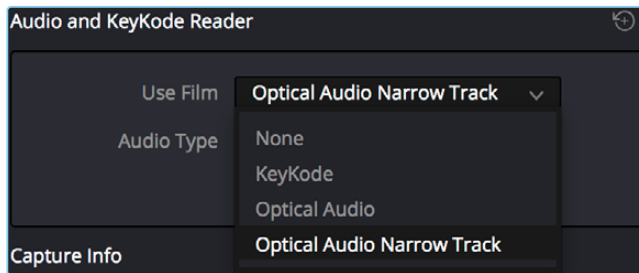 Audio and KeyKode Reader
Use Film Optical Audio Narrow Track
Audio Type
None
KeyKode
Optical Audio
Optical Audio Narrow Track
Capture Info